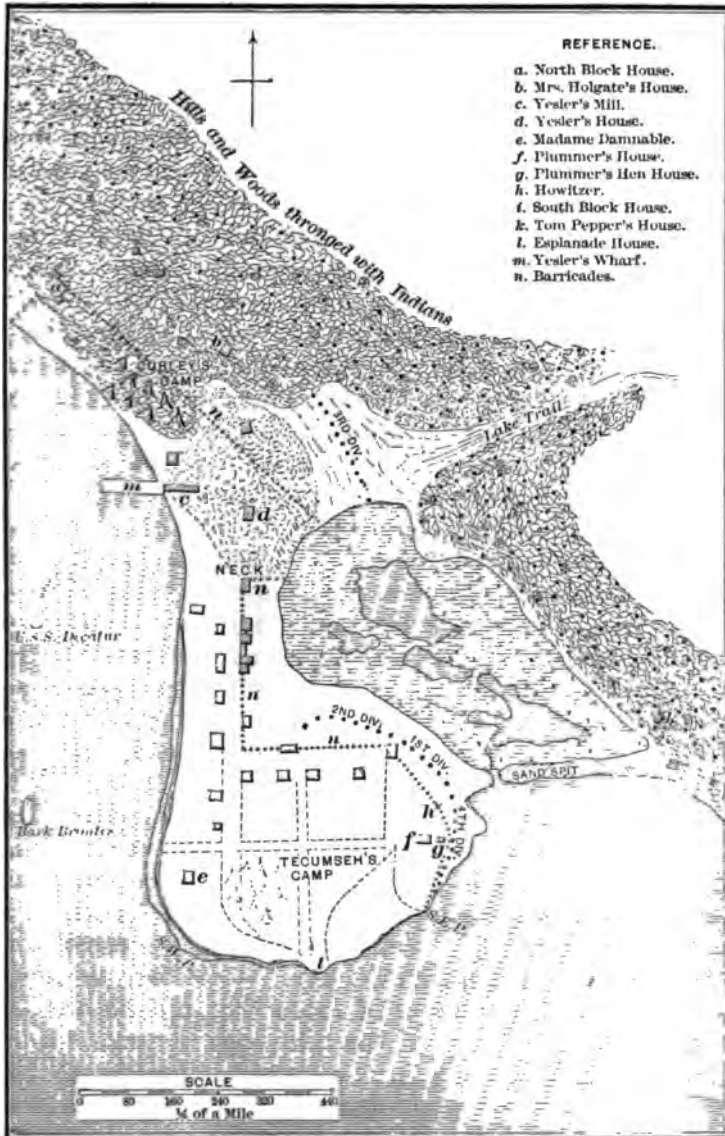 REFERENCE.
a. North Block House.
b. Mrs. Holgate's House.
c. Yesler's Mill.
d. Yesler's House.
e. Madame Damnable.
f. Plummer's House.
g. Plummer's Hen House.
h. Howitzer.
i. South Block House.
k. Tom Pepper's House.
l. Esplanade House.
m. Yesler's Wharf.
n. Barricades.
Hills and Woods thronged with Indians
b
CURLEY'S
CAMP
n
3RD DIV.
Lake Trail
m
c
d
NECK
n
U.S.S. Decatur
n
2ND DIV.
n
1ST DIV.
SAND SPIT
h
4TH DIV.
Bark Brontes
f
g
TECUMSEH'S
CAMP
e
l
SCALE
0 80 160 240 320 440
¼ of a Mile